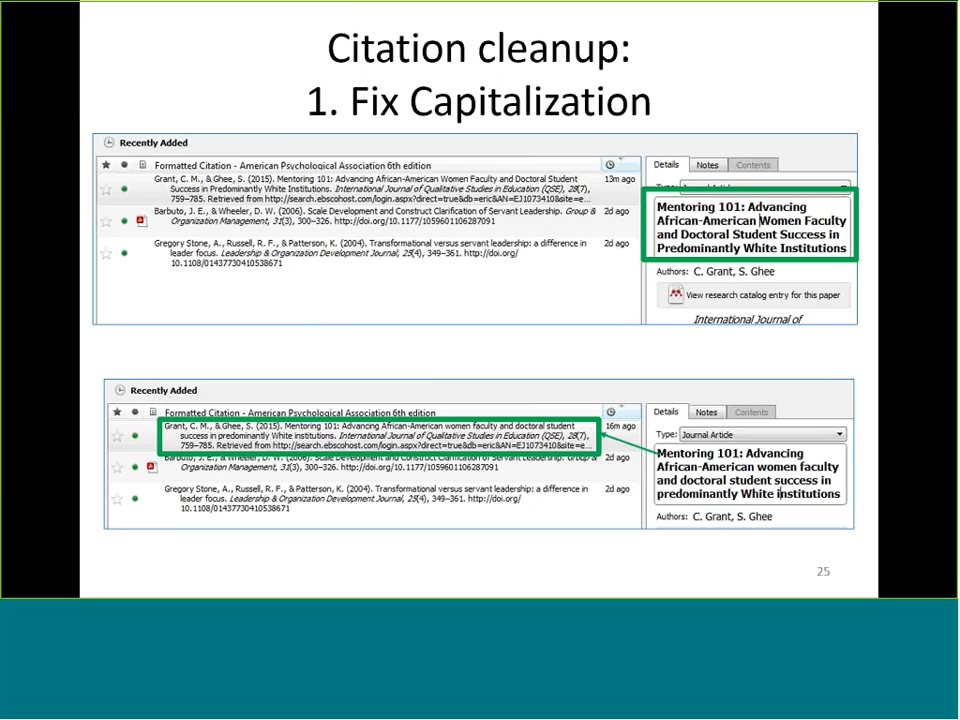 Citation cleanup:
1. Fix Capitalization
Recently Added
Formatted Citation - American Psychological Association 6th edition
Grant, C. M., & Ghee, S. (2015). Mentoring 101: Advancing African-American Women Faculty and Doctoral Student
Success in Predominantly White Institutions. International Journal of Qualitative Studies in Education (QSE), 28(7),
759–785. Retrieved from http://search.ebscohost.com/login.aspx?direct=true&db=eric&AN=EJ1073410&site=e...
13m ago
Barbuto, J. E., & Wheeler, D. W. (2006). Scale Development and Construct Clarification of Servant Leadership. Group &
Organization Management, 31(3), 300–326. http://doi.org/10.1177/1059601106287091
2d ago
Gregory Stone, A., Russell, R. F., & Patterson, K. (2004). Transformational versus servant leadership: a difference in
leader focus. Leadership & Organization Development Journal, 25(4), 349–361. http://doi.org/
10.1108/01437730410538671
2d ago
Details Notes Contents
Mentoring 101: Advancing
African-American Women Faculty
and Doctoral Student Success in
Predominantly White Institutions
Authors: C. Grant, S. Ghee
View research catalog entry for this paper
International Journal of
Recently Added
Formatted Citation - American Psychological Association 6th edition
Grant, C. M., & Ghee, S. (2015). Mentoring 101: Advancing African-American women faculty and doctoral student
success in predominantly White institutions. International Journal of Qualitative Studies in Education (QSE), 28(7),
759–785. Retrieved from http://search.ebscohost.com/login.aspx?direct=true&db=eric&AN=EJ1073410&site=e...
16m ago
Barbuto, J. E., & Wheeler, D. W. (2006). Scale Development and Construct Clarification of Servant Leadership. Group &
Organization Management, 31(3), 300–326. http://doi.org/10.1177/1059601106287091
2d ago
Gregory Stone, A., Russell, R. F., & Patterson, K. (2004). Transformational versus servant leadership: a difference in
leader focus. Leadership & Organization Development Journal, 25(4), 349–361. http://doi.org/
10.1108/01437730410538671
2d ago
Details Notes Contents
Type: Journal Article
Mentoring 101: Advancing
African-American women faculty
and doctoral student success in
predominantly White institutions
Authors: C. Grant, S. Ghee
25